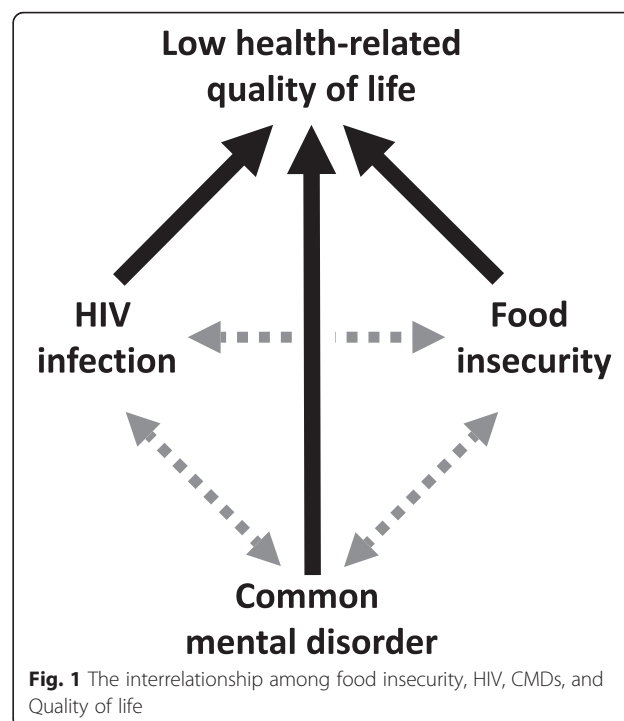 Low health-related
quality of life
HIV
infection
Food
insecurity
Common
mental disorder
Fig. 1 The interrelationship among food insecurity, HIV, CMDs, and
Quality of life